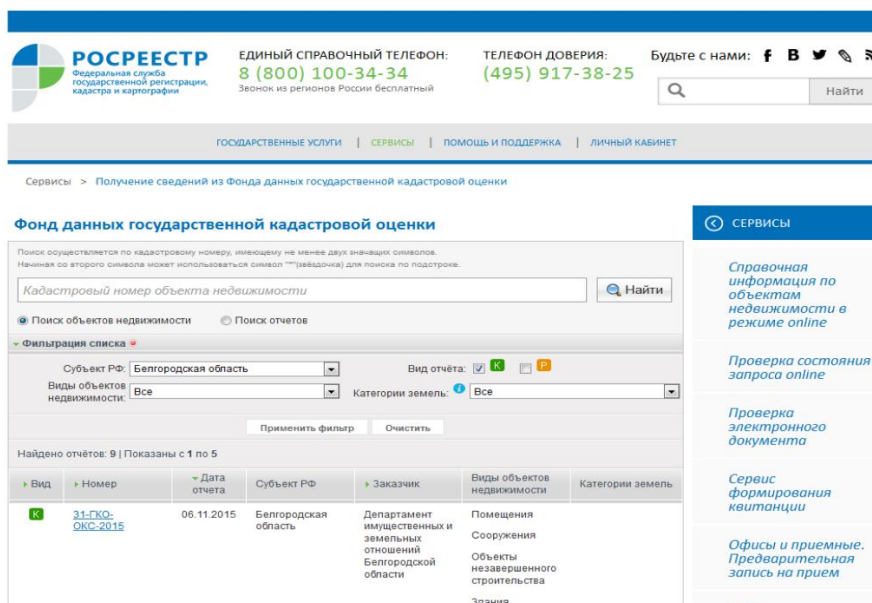 РОСРЕЕСТР
Федеральная служба
государственной регистрации,
кадастра и картографии
ЕДИНЫЙ СПРАВОЧНЫЙ ТЕЛЕФОН:
8 (800) 100-34-34
Звонок из регионов России бесплатный
ТЕЛЕФОН ДОВЕРИЯ:
(495) 917-38-25
Будьте с нами:
Найти
ГОСУДАРСТВЕННЫЕ УСЛУГИ | СЕРВИСЫ | ПОМОЩЬ И ПОДДЕРЖКА | ЛИЧНЫЙ КАБИНЕТ
Сервисы > Получение сведений из Фонда данных государственной кадастровой оценки
Фонд данных государственной кадастровой оценки
Поиск осуществляется по кадастровому номеру, имеющему не менее двух значащих символов.
Начиная со второго символа может использоваться символ "*"(звёздочка) для поиска по подстроке.
Кадастровый номер объекта недвижимости
Найти
Поиск объектов недвижимости
Поиск отчетов
Фильтрация списка
Субъект РФ: Белгородская область
Вид отчёта: К Р
Виды объектов
недвижимости: Все
Категории земель: Все
Применить фильтр
Очистить
Найдено отчётов: 9 | Показаны с 1 по 5
Вид
Номер
Дата
отчета
Субъект РФ
Заказчик
Виды объектов
недвижимости
Категории земель
К
31-ГКО-
ОКС-2015
06.11.2015
Белгородская
область
Департамент
имущественных и
земельных
отношений
Белгородской
области
Помещения
Сооружения
Объекты
незавершенного
строительства
Здания
СЕРВИСЫ
Справочная
информация по
объектам
недвижимости в
режиме online
Проверка состояния
запроса online
Проверка
электронного
документа
Сервис
формирования
квитанции
Офисы и приемные.
Предварительная
запись на прием